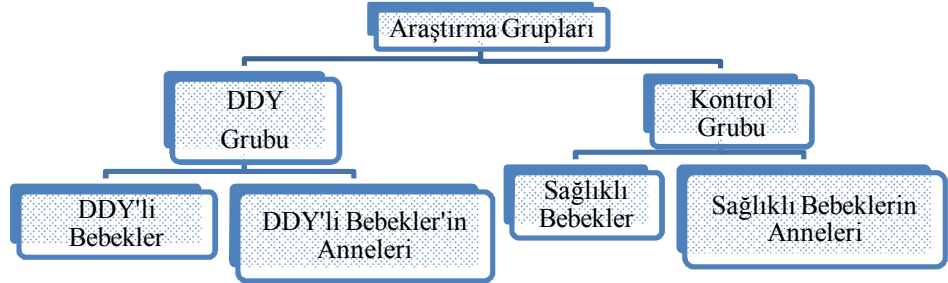 Araştırma Grupları
DDY
Grubu
Kontrol
Grubu
DDY'li
Bebekler
DDY'li Bebekler'in
Anneleri
Sağlıklı
Bebekler
Sağlıklı Bebeklerin
Anneleri